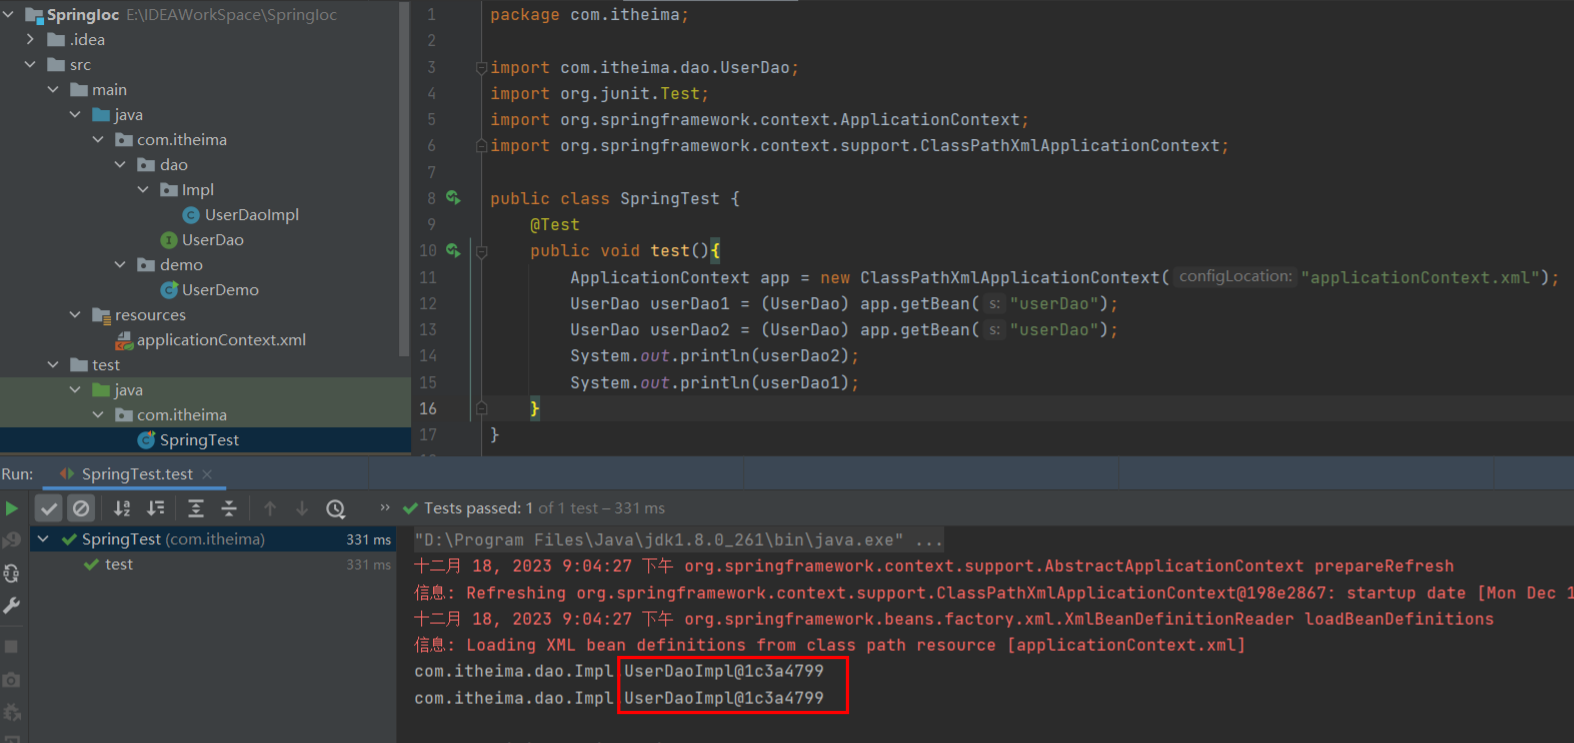 SpringIoc E:\IDEAWorkSpace\SpringIoc
.idea
src
main
java
com.itheima
dao
Impl
UserDaoImpl
UserDao
demo
UserDemo
resources
applicationContext.xml
test
java
com.itheima
SpringTest
1 package com.itheima;
2
3 import com.itheima.dao.UserDao;
4 import org.junit.Test;
5 import org.springframework.context.ApplicationContext;
6 import org.springframework.context.support.ClassPathXmlApplicationContext;
7
8 public class SpringTest {
9 @Test
10 public void test(){
11 ApplicationContext app = new ClassPathXmlApplicationContext( configLocation: "applicationContext.xml");
12 UserDao userDao1 = (UserDao) app.getBean( s: "userDao");
13 UserDao userDao2 = (UserDao) app.getBean( s: "userDao");
14 System.out.println(userDao2);
15 System.out.println(userDao1);
16 }
17 }
Run: SpringTest.test
Tests passed: 1 of 1 test – 331 ms
SpringTest (com.itheima) 331 ms
test 331 ms
"D:\Program Files\Java\jdk1.8.0_261\bin\java.exe" ...
十二月 18, 2023 9:04:27 下午 org.springframework.context.support.AbstractApplicationContext prepareRefresh
信息: Refreshing org.springframework.context.support.ClassPathXmlApplicationContext@198e2867: startup date [Mon Dec 1
十二月 18, 2023 9:04:27 下午 org.springframework.beans.factory.xml.XmlBeanDefinitionReader loadBeanDefinitions
信息: Loading XML bean definitions from class path resource [applicationContext.xml]
com.itheima.dao.Impl.UserDaoImpl@1c3a4799
com.itheima.dao.Impl.UserDaoImpl@1c3a4799